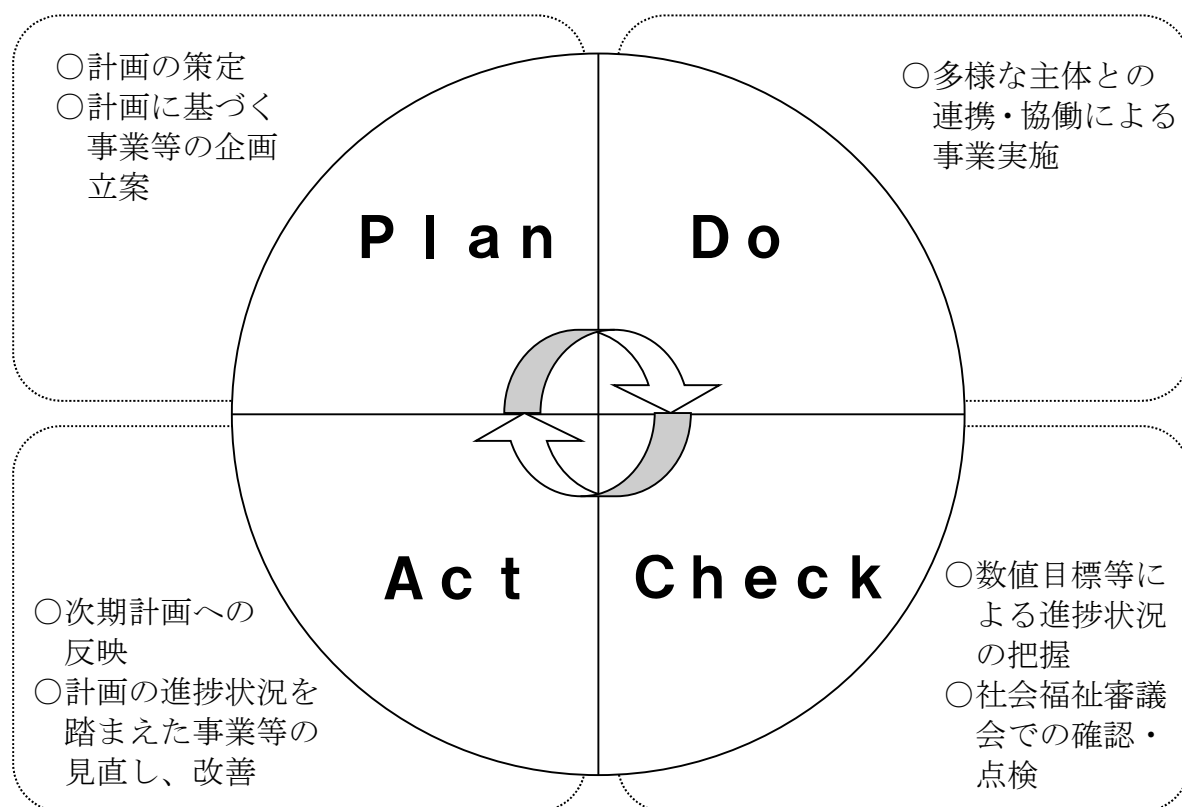 ○計画の策定
○計画に基づく
事業等の企画
立案
Ｐｌａｎ
○多様な主体との
連携・協働による
事業実施
Ｄｏ
○次期計画への
反映
○計画の進捗状況を
踏まえた事業等の
見直し、改善
Ａｃｔ
Ｃｈｅｃｋ
○数値目標等に
よる進捗状況
の把握
○社会福祉審議
会での確認・
点検